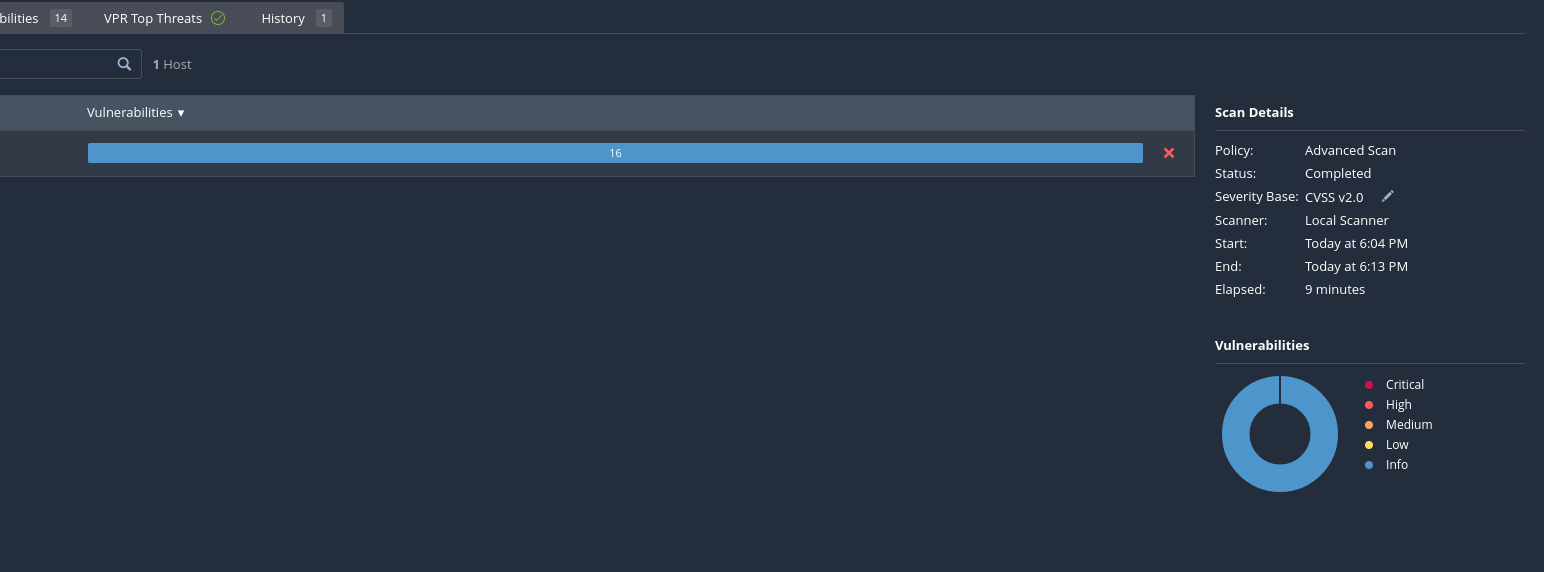 bilities 14 VPR Top Threats History 1
1 Host
Vulnerabilities ▼
16
Scan Details
Policy: Advanced Scan
Status: Completed
Severity Base: CVSS v2.0
Scanner: Local Scanner
Start: Today at 6:04 PM
End: Today at 6:13 PM
Elapsed: 9 minutes
Vulnerabilities
Critical
High
Medium
Low
Info